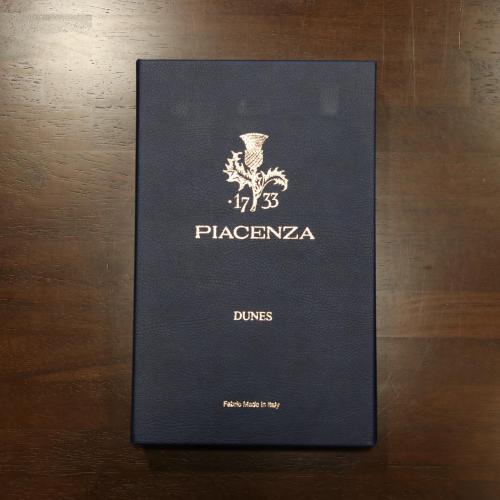 ·17 33
PIACENZA
DUNES
Fabric Made in Italy